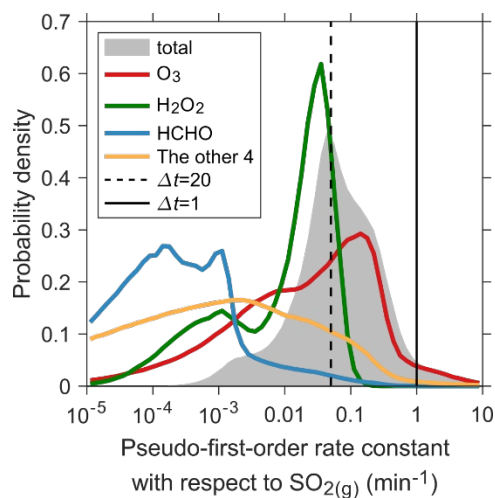 0.7
0.6
0.5
0.4
0.3
0.2
0.1
0
Probability density
total
O₃
H₂O₂
HCHO
The other 4
Δt=20
Δt=1
10⁻⁵ 10⁻⁴ 10⁻³ 0.01 0.1 1 10
Pseudo-first-order rate constant
with respect to SO₂₍g₎ (min⁻¹)